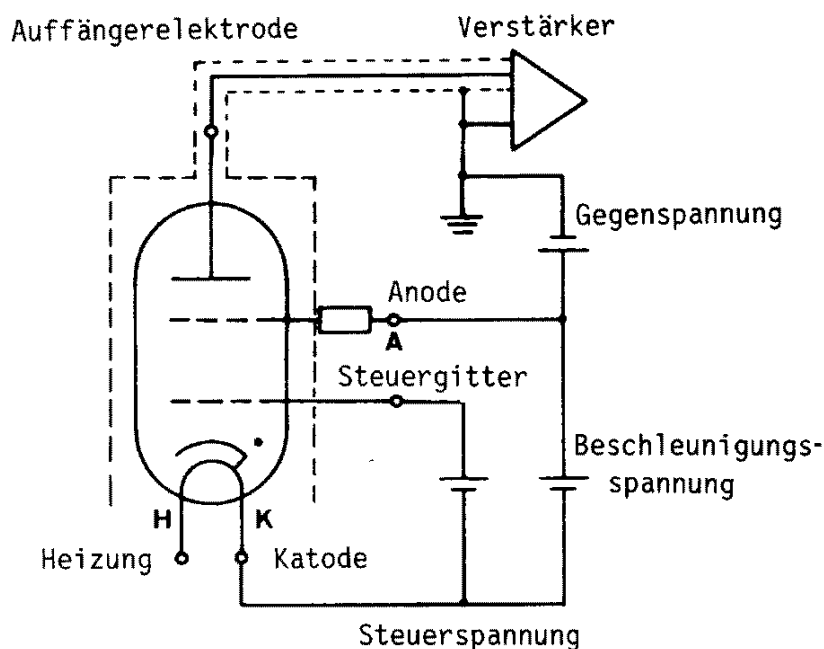 Auffängerelektrode
Verstärker
Gegenspannung
Anode
A
Steuergitter
Beschleunigungs-
spannung
H
K
Heizung
Katode
Steuerspannung